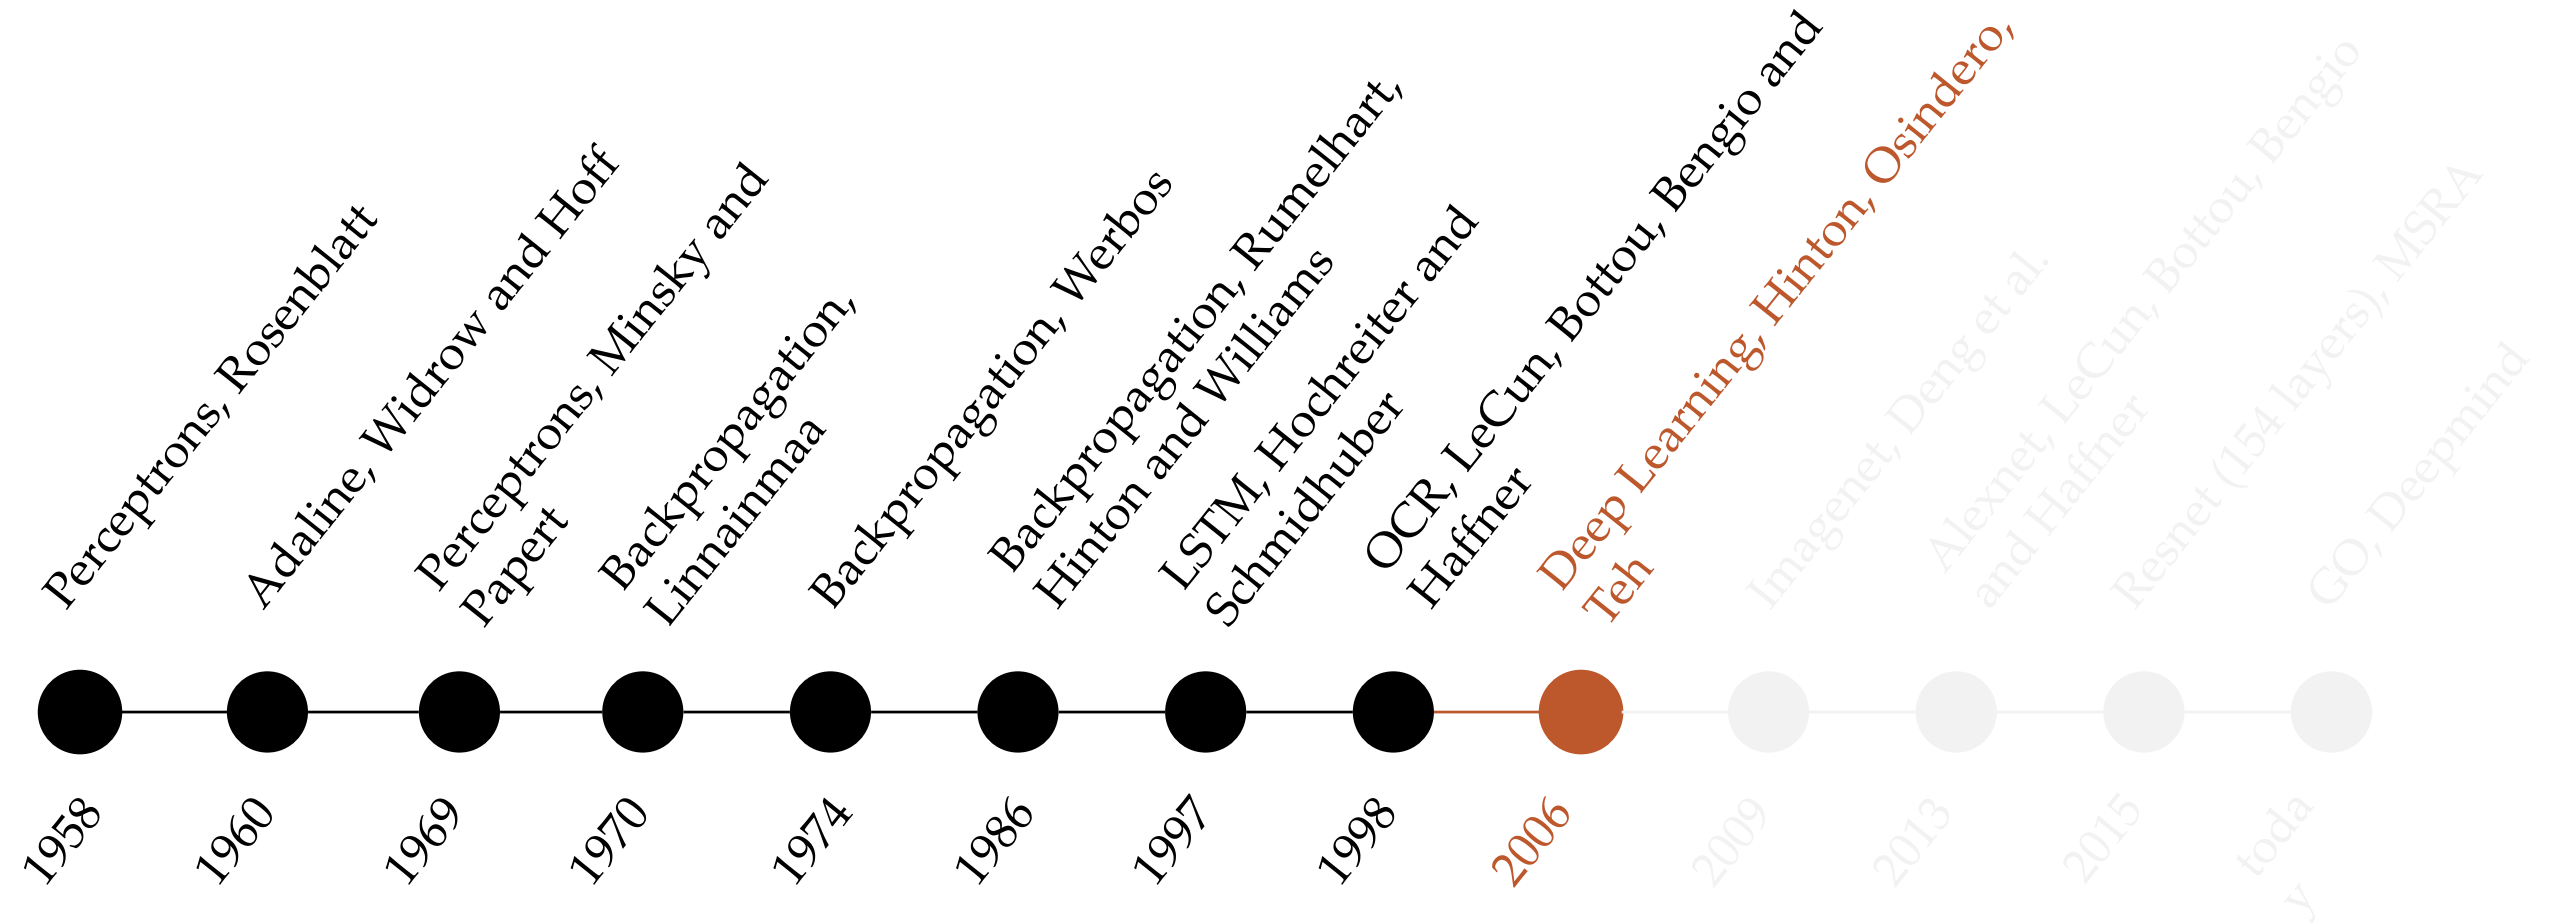 Perceptrons, Rosenblatt
Adaline, Widrow and Hoff
Perceptrons, Minsky and
Papert
Backpropagation,
Linnainmaa
Backpropagation, Werbos
Backpropagation, Rumelhart,
Hinton and Williams
LSTM, Hochreiter and
Schmidhuber
OCR, LeCun, Bottou, Bengio and
Haffner
Deep Learning, Hinton, Osindero,
Teh
Imagenet, Deng et al.
Alexnet, LeCun, Bottou, Bengio
and Haffner
Resnet (154 layers), MSRA
GO, Deepmind
1958
1960
1969
1970
1974
1986
1997
1998
2006
2009
2013
2015
toda
y